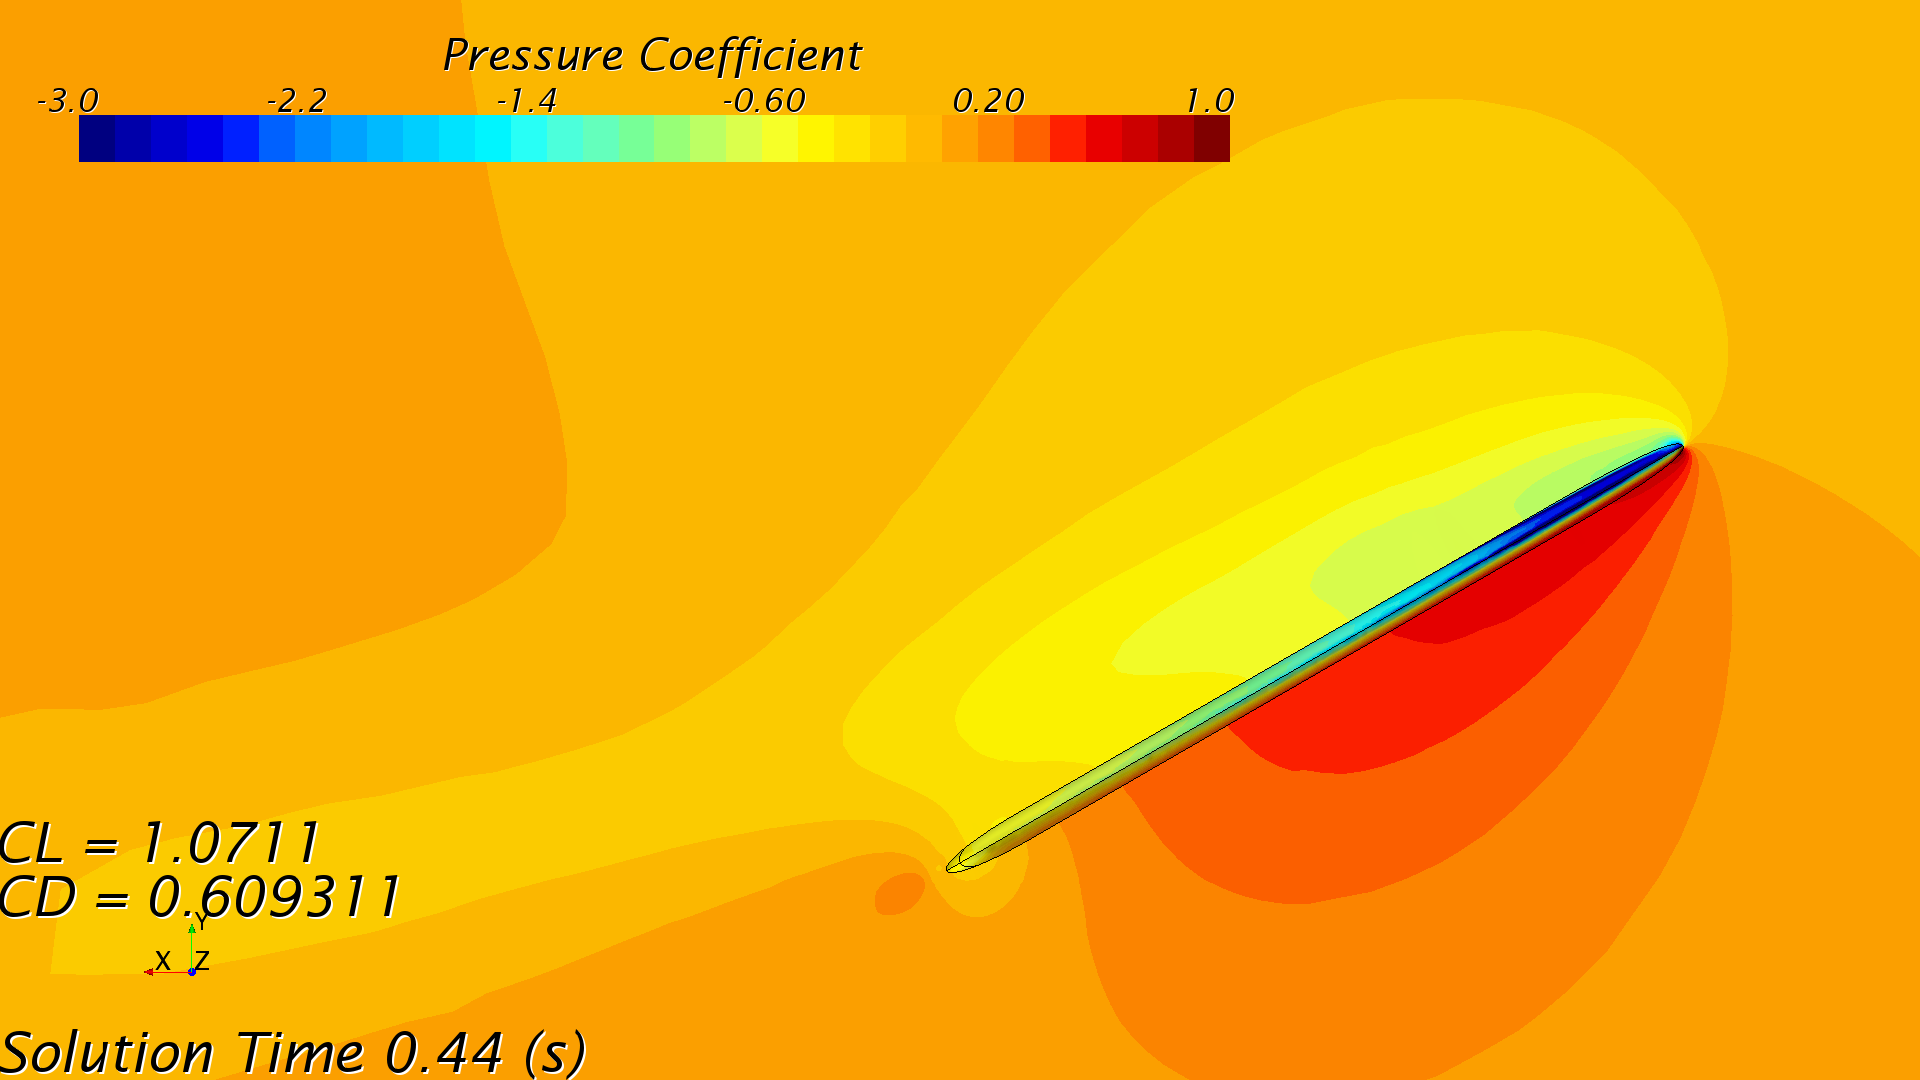 Pressure Coefficient
-3.0 -2.2 -1.4 -0.60 0.20 1.0
CL = 1.0711
CD = 0.609311
Y
X Z
Solution Time 0.44 (s)